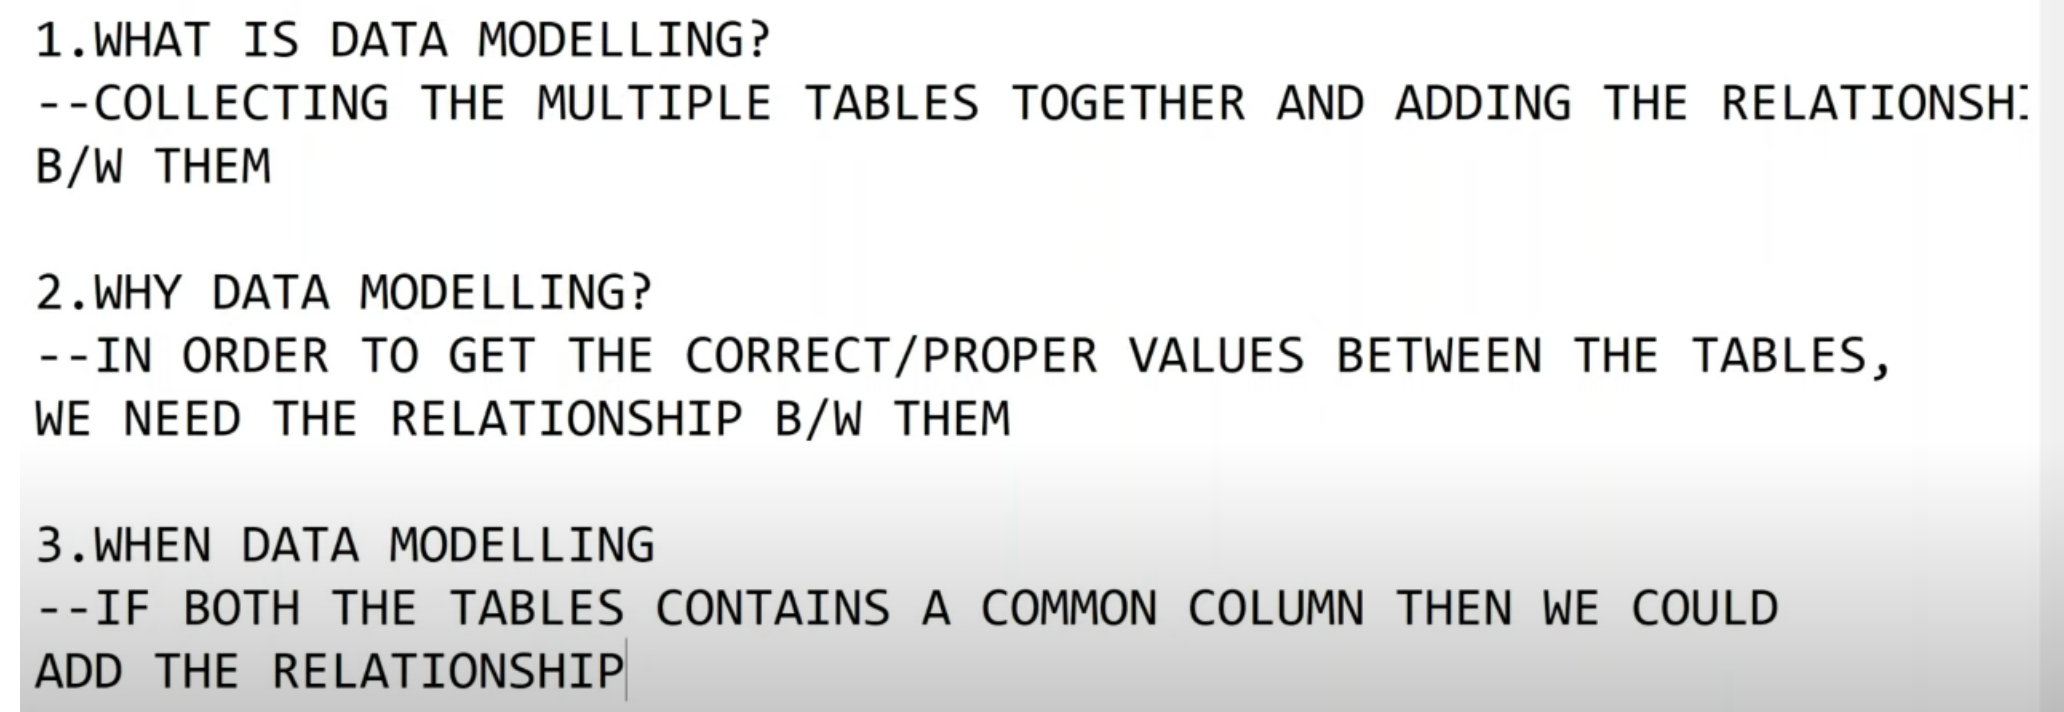 1.WHAT IS DATA MODELLING?
--COLLECTING THE MULTIPLE TABLES TOGETHER AND ADDING THE
B/W THEM
2.WHY DATA MODELLING?
--IN ORDER TO GET THE CORRECT/PROPER VALUES BETWEEN THE TABLES,
WE NEED THE RELATIONSHIP B/W THEM
3.WHEN DATA MODELLING
--IF BOTH THE TABLES CONTAINS A COMMON COLUMN THEN WE COULD
ADD THE RELATIONSHIP